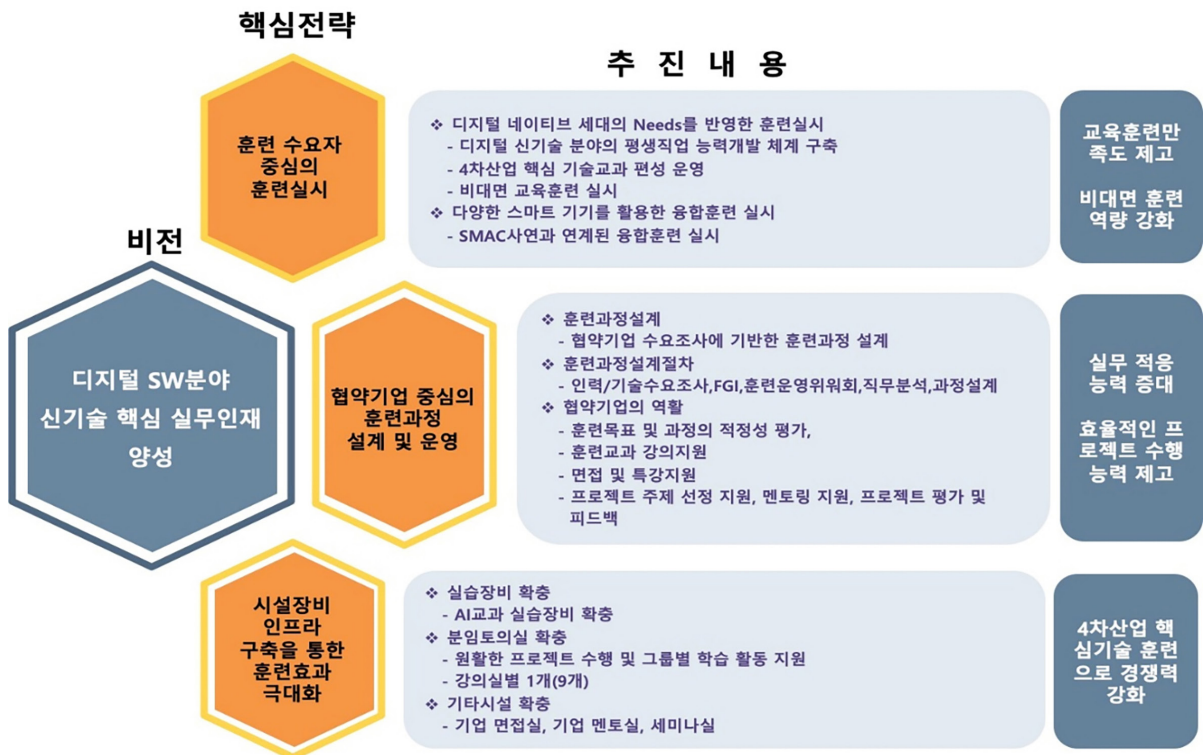 핵심전략
추 진 내 용
훈련 수요자
중심의
훈련실시
❖ 디지털 네이티브 세대의 Needs를 반영한 훈련실시
- 디지털 신기술 분야의 평생직업 능력개발 체계 구축
- 4차산업 핵심 기술교과 편성 운영
- 비대면 교육훈련 실시
❖ 다양한 스마트 기기를 활용한 융합훈련 실시
- SMAC사연과 연계된 융합훈련 실시
교육훈련만
족도 제고
비대면 훈련
역량 강화
비전
디지털 SW분야
신기술 핵심 실무인재
양성
협약기업 중심의
훈련과정
설계 및 운영
❖ 훈련과정설계
- 협약기업 수요조사에 기반한 훈련과정 설계
❖ 훈련과정설계절차
- 인력/기술수요조사,FGI,훈련운영위워회,직무분석,과정설계
❖ 협약기업의 역활
- 훈련목표 및 과정의 적정성 평가,
- 훈련교과 강의지원
- 면접 및 특강지원
- 프로젝트 주제 선정 지원, 멘토링 지원, 프로젝트 평가 및
피드백
실무 적응
능력 증대
효율적인 프
로젝트 수행
능력 제고
시설장비
인프라
구축을 통한
훈련효과
극대화
❖ 실습장비 확충
- AI교과 실습장비 확충
❖ 분임토의실 확충
- 원활한 프로젝트 수행 및 그룹별 학습 활동 지원
- 강의실별 1개(9개)
❖ 기타시설 확충
- 기업 면접실, 기업 멘토실, 세미나실
4차산업 핵
심기술 훈련
으로 경쟁력
강화